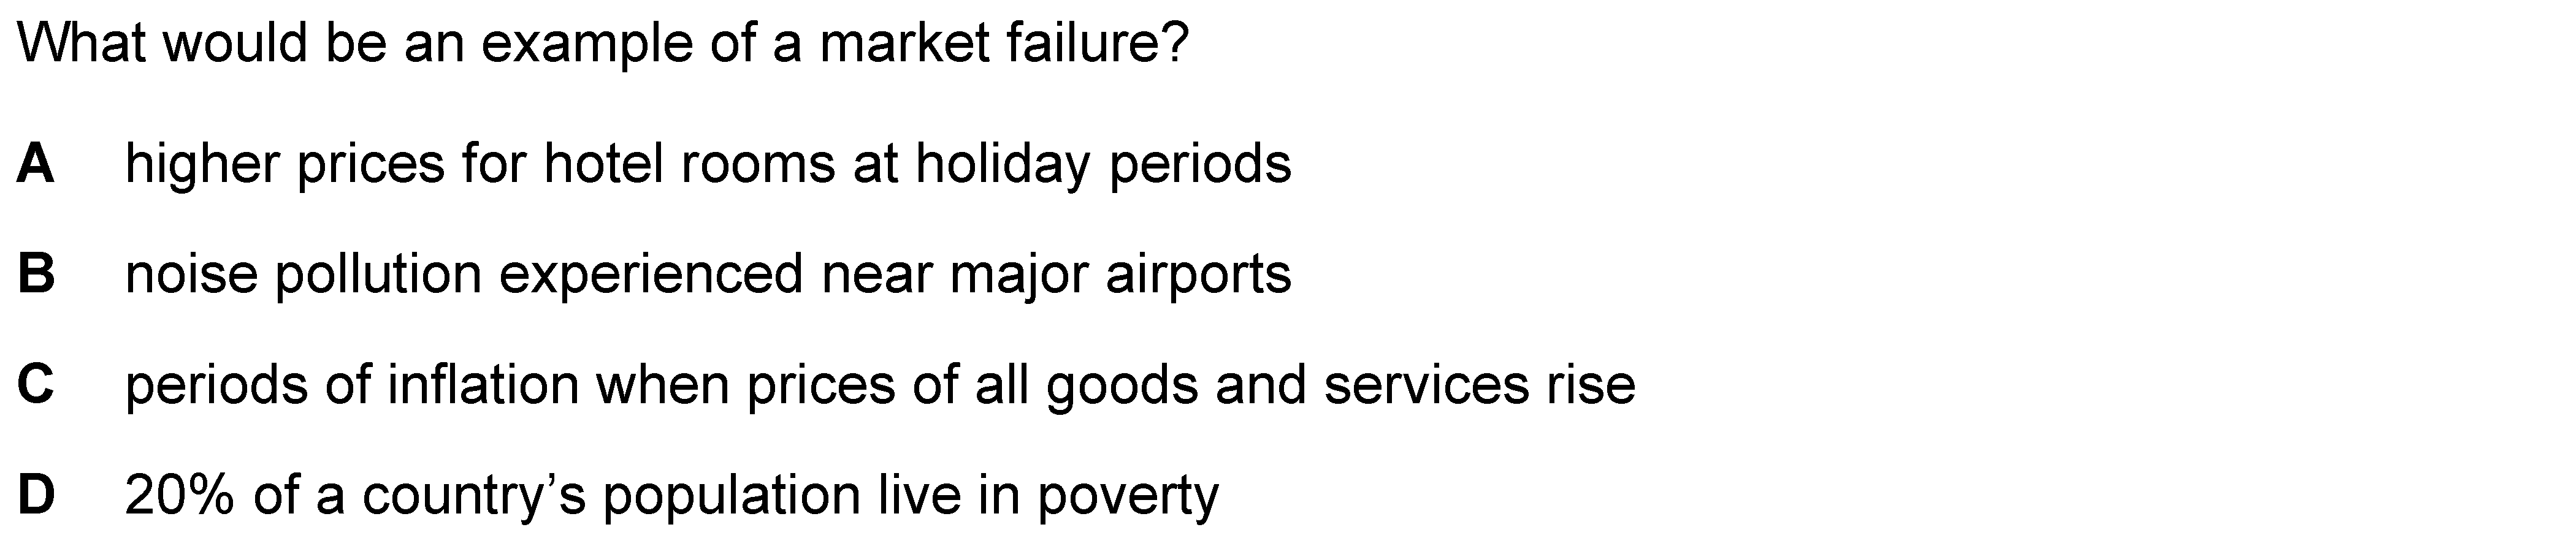 What would be an example of a market failure?
A higher prices for hotel rooms at holiday periods
B noise pollution experienced near major airports
C periods of inflation when prices of all goods and services rise
D 20% of a country’s population live in poverty